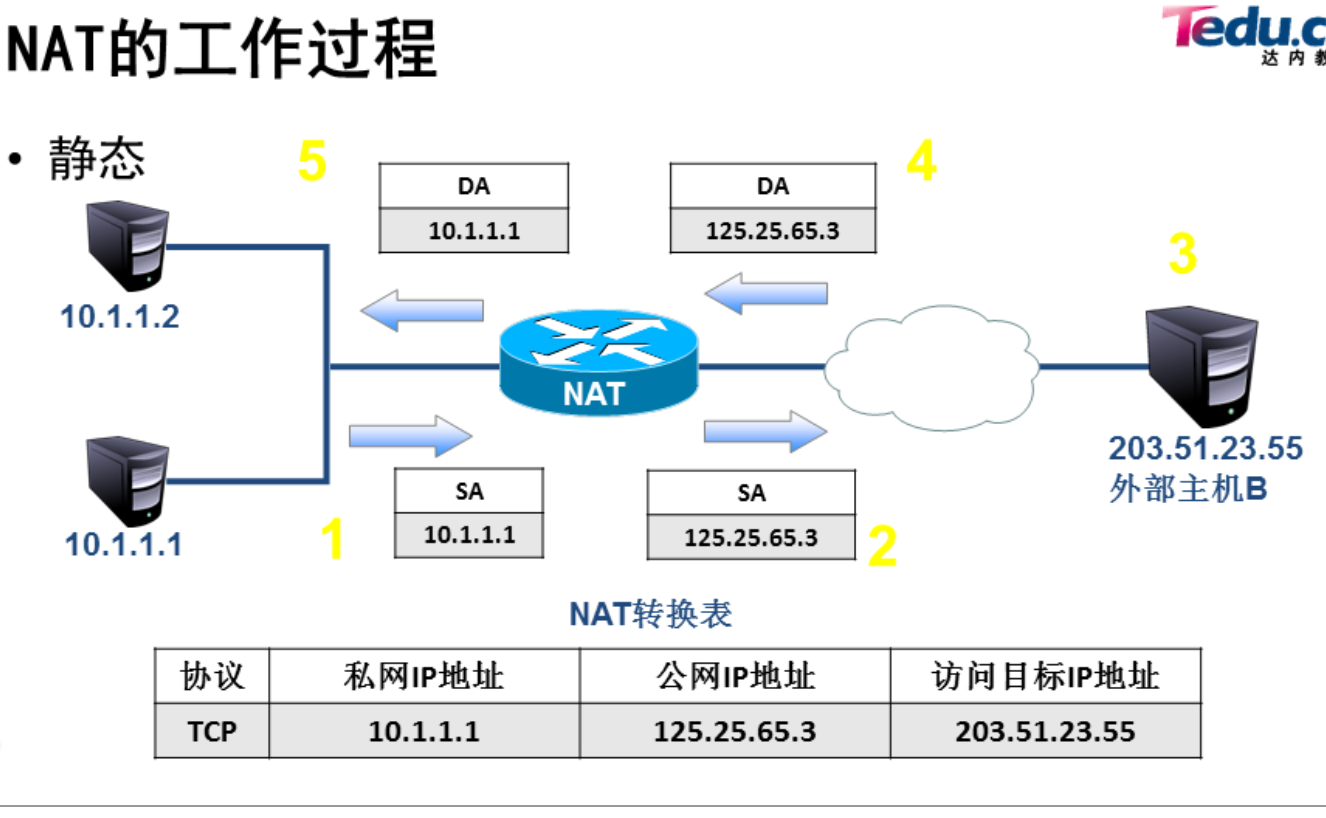 NAT的工作过程
Tedu.c
达内教
• 静态
5
4
DA
10.1.1.1
DA
125.25.65.3
3
10.1.1.2
NAT
203.51.23.55
外部主机B
SA
10.1.1.1
SA
125.25.65.3
10.1.1.1
1
2
NAT转换表
协议 私网IP地址 公网IP地址 访问目标IP地址
TCP 10.1.1.1 125.25.65.3 203.51.23.55